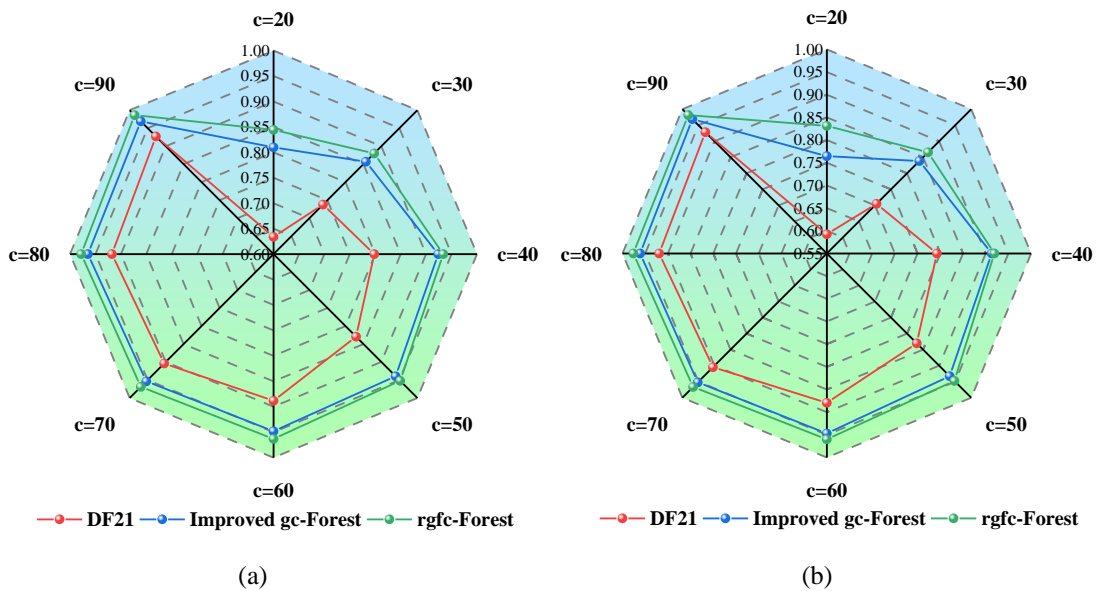 c=20
c=30
c=40
c=50
c=60
c=70
c=80
c=90
1.00
0.95
0.90
0.85
0.80
0.75
0.70
0.65
0.60
DF21 Improved gc-Forest rgfc-Forest
(a)
c=20
c=30
c=40
c=50
c=60
c=70
c=80
c=90
1.00
0.95
0.90
0.85
0.80
0.75
0.70
0.65
0.60
0.55
DF21 Improved gc-Forest rgfc-Forest
(b)